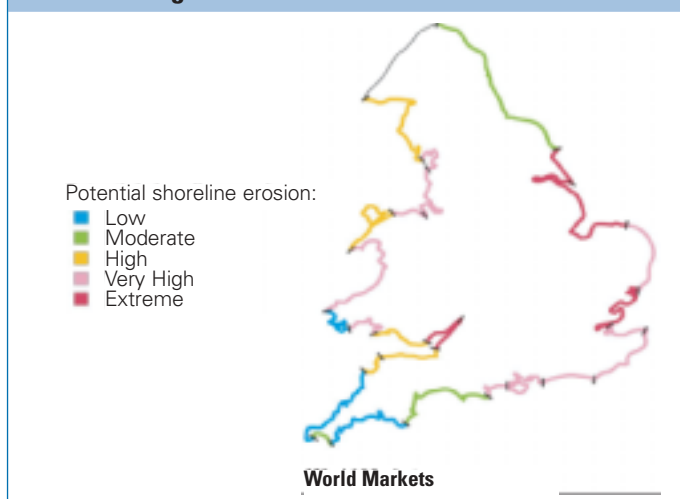 Potential shoreline erosion:
Low
Moderate
High
Very High
Extreme
World Markets